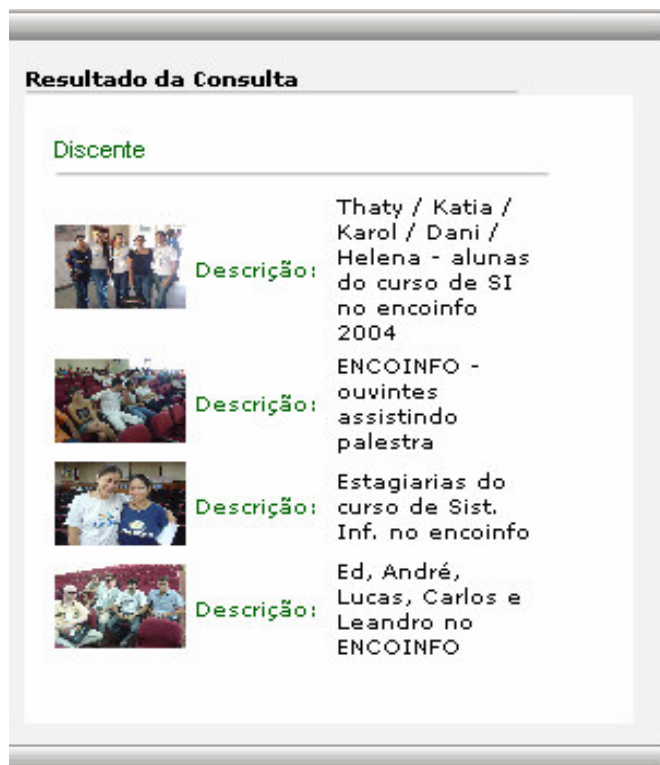 Resultado da Consulta
Discente
Descrição:
Thaty / Katia /
Karol / Dani /
Helena - alunas
do curso de SI
no encoinfo
2004
Descrição:
ENCOINFO -
ouvintes
assistindo
palestra
Descrição:
Estagiarias do
curso de Sist.
Inf. no encoinfo
Descrição:
Ed, André,
Lucas, Carlos e
Leandro no
ENCOINFO